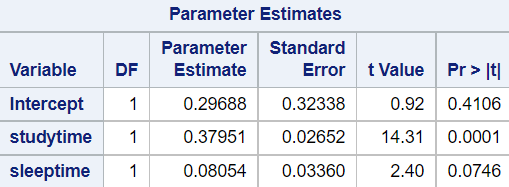 Parameter Estimates
Variable DF Parameter Estimate Standard Error t Value Pr > |t|
Intercept 1 0.29688 0.32338 0.92 0.4106
studytime 1 0.37951 0.02652 14.31 0.0001
sleeptime 1 0.08054 0.03360 2.40 0.0746